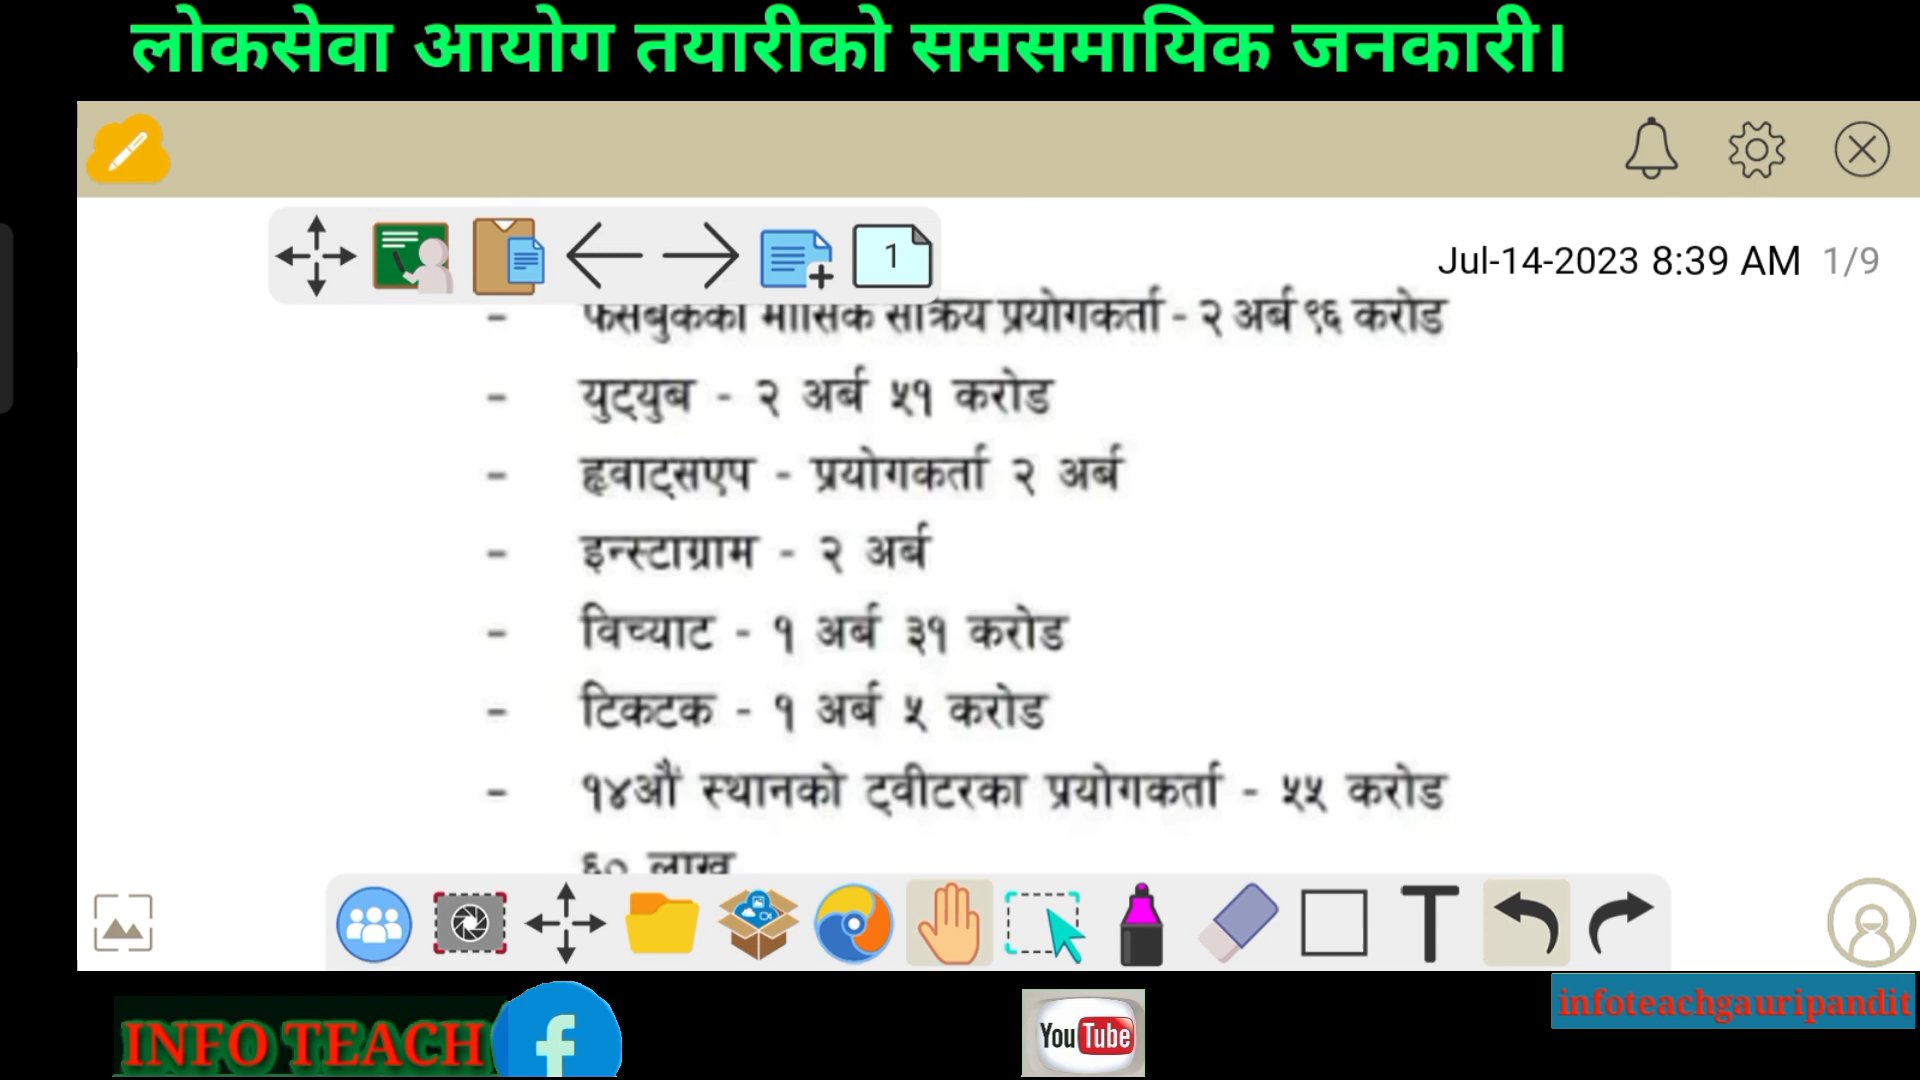 लोकसेवा आयोग तयारीको समसमायिक जनकारी।
1
Jul-14-2023 8:39 AM 1/9
- फेसबुकका मासिक सक्रिय प्रयोगकर्ता - २ अर्ब ९६ करोड
- युट्युब - २ अर्ब ५१ करोड
- ह्वाट्सएप - प्रयोगकर्ता २ अर्ब
- इन्स्टाग्राम - २ अर्ब
- विच्याट - १ अर्ब ३१ करोड
- टिकटक - १ अर्ब ५ करोड
- १४औं स्थानको ट्वीटरका प्रयोगकर्ता - ५५ करोड
६० लाख
T
INFO TEACH f
YouTube
infoteachgauripandit